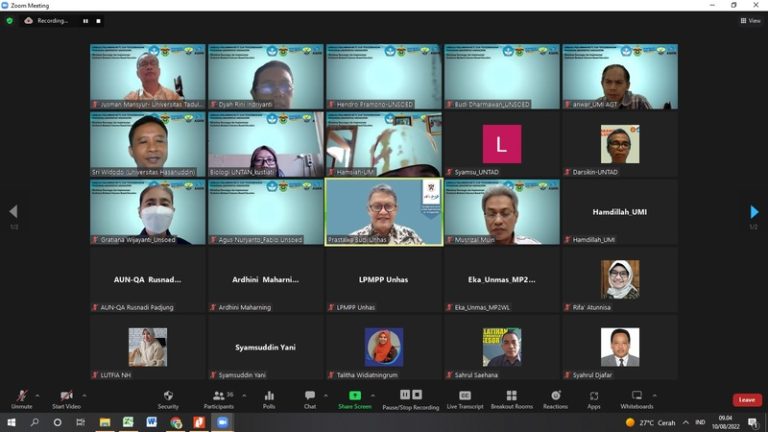 Zoom Meeting
Recording...
View
Jusman Mansyur- Universitas Tadul...
Dyah Rini Indriyanti
Hendro Pramono-UNSOED
Budi Dharmawan_UNSOED
anwar_UMI AGT
Sri Widodo (Universitas Hasanuddin)
Biologi UNTAN_kustiati
Hamsiah-UMI
L
Syamsu_UNTAD
Darsikin-UNTAD
Gratiana Wijayanti_Unsoed
Agus Nuryanto_Fabio Unsoed
Prastawa Budi_Unhas
Musrizal Muin
Hamdillah_UMI
Hamdillah_UMI
1/2
1/2
AUN-QA Rusnad...
Ardhini Maharni...
LPMPP Unhas
Eka_Unmas_MP2...
AUN-QA Rusnadi Padjung
Ardhini Maharning
LPMPP Unhas
Eka_Unmas_MP2WL
Rifa' Atunnisa
Syamsuddin Yani
LUTFIA NH
Syamsuddin Yani
Talitha Widiatningrum
Sahrul Saehana
Syahrul Djafar
36
Unmute
Start Video
Security
Participants
Polls
Chat
Share Screen
Pause/Stop Recording
Live Transcript
Breakout Rooms
Reactions
Apps
Whiteboards
Leave
27°C Cerah
IND
09.04
10/08/2022